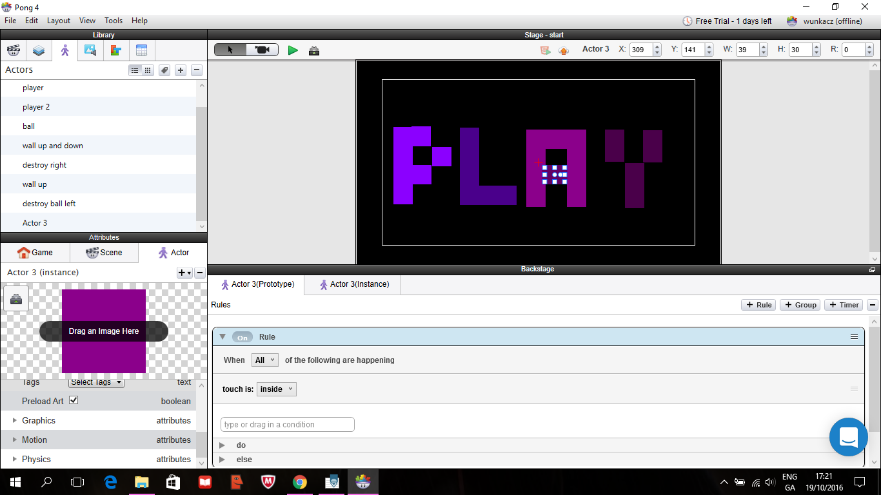 Pong 4
File Edit Layout View Tools Help
Free Trial - 1 days left wunkacz (offline)
Library
Stage - start
Actor 3 X: 309 Y: 141 W: 39 H: 30 R: 0
Actors
player
player 2
ball
wall up and down
destroy right
wall up
destroy ball left
Actor 3
PLAY
Attributes
Game Scene Actor
Actor 3 (instance)
Drag an Image Here
Tags Select Tags text
Preload Art boolean
Graphics attributes
Motion attributes
Physics attributes
Backstage
Actor 3(Prototype) Actor 3(Instance)
Rules + Rule + Group + Timer
On Rule
When All of the following are happening
touch is: inside
type or drag in a condition
do
else
ENG 17:21
GA 19/10/2016